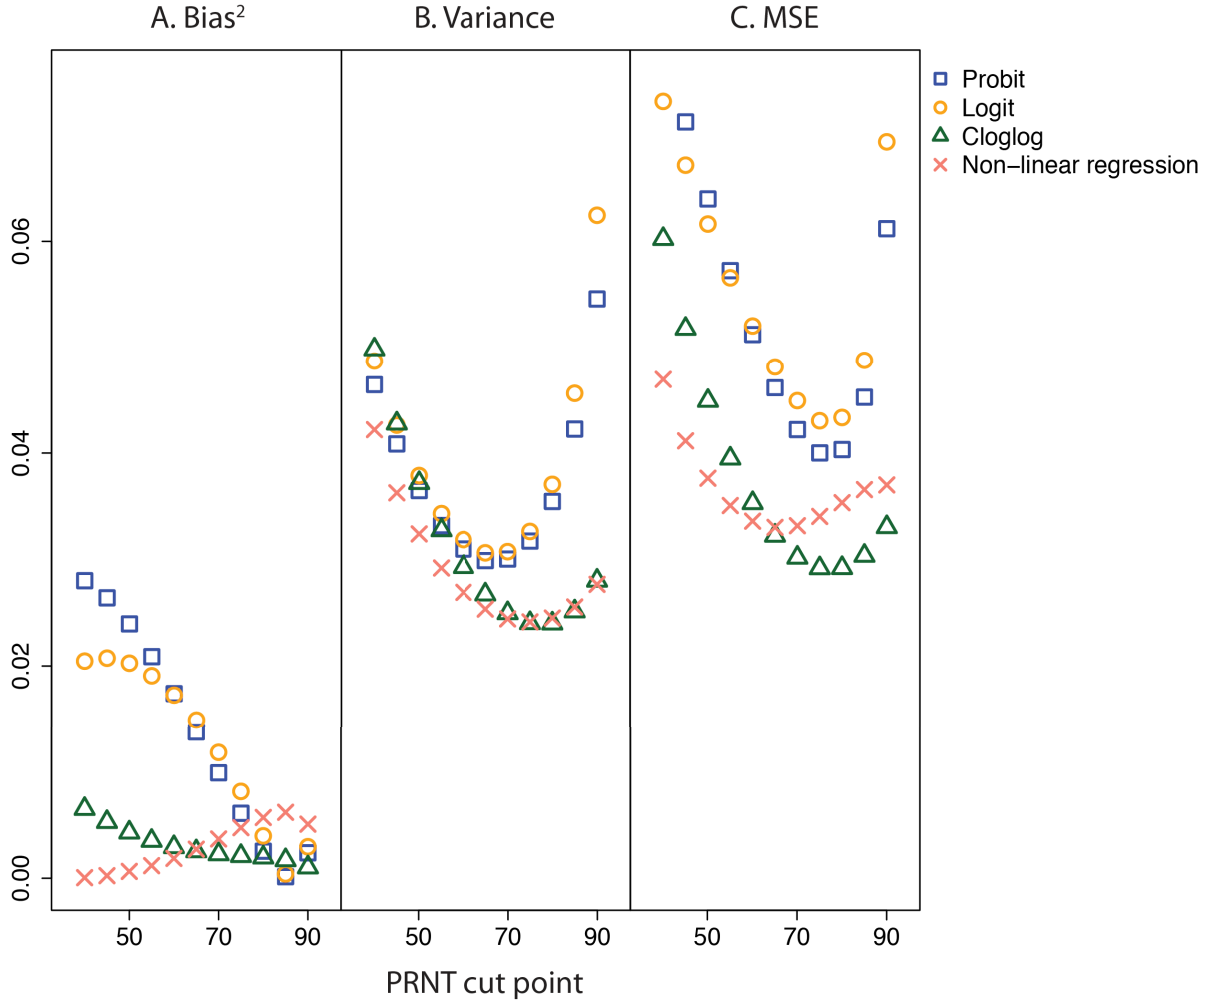 A. Bias²
B. Variance
C. MSE
Probit
Logit
Cloglog
Non−linear regression
0.06
0.04
0.02
0.00
50 70 90 50 70 90 50 70 90
PRNT cut point